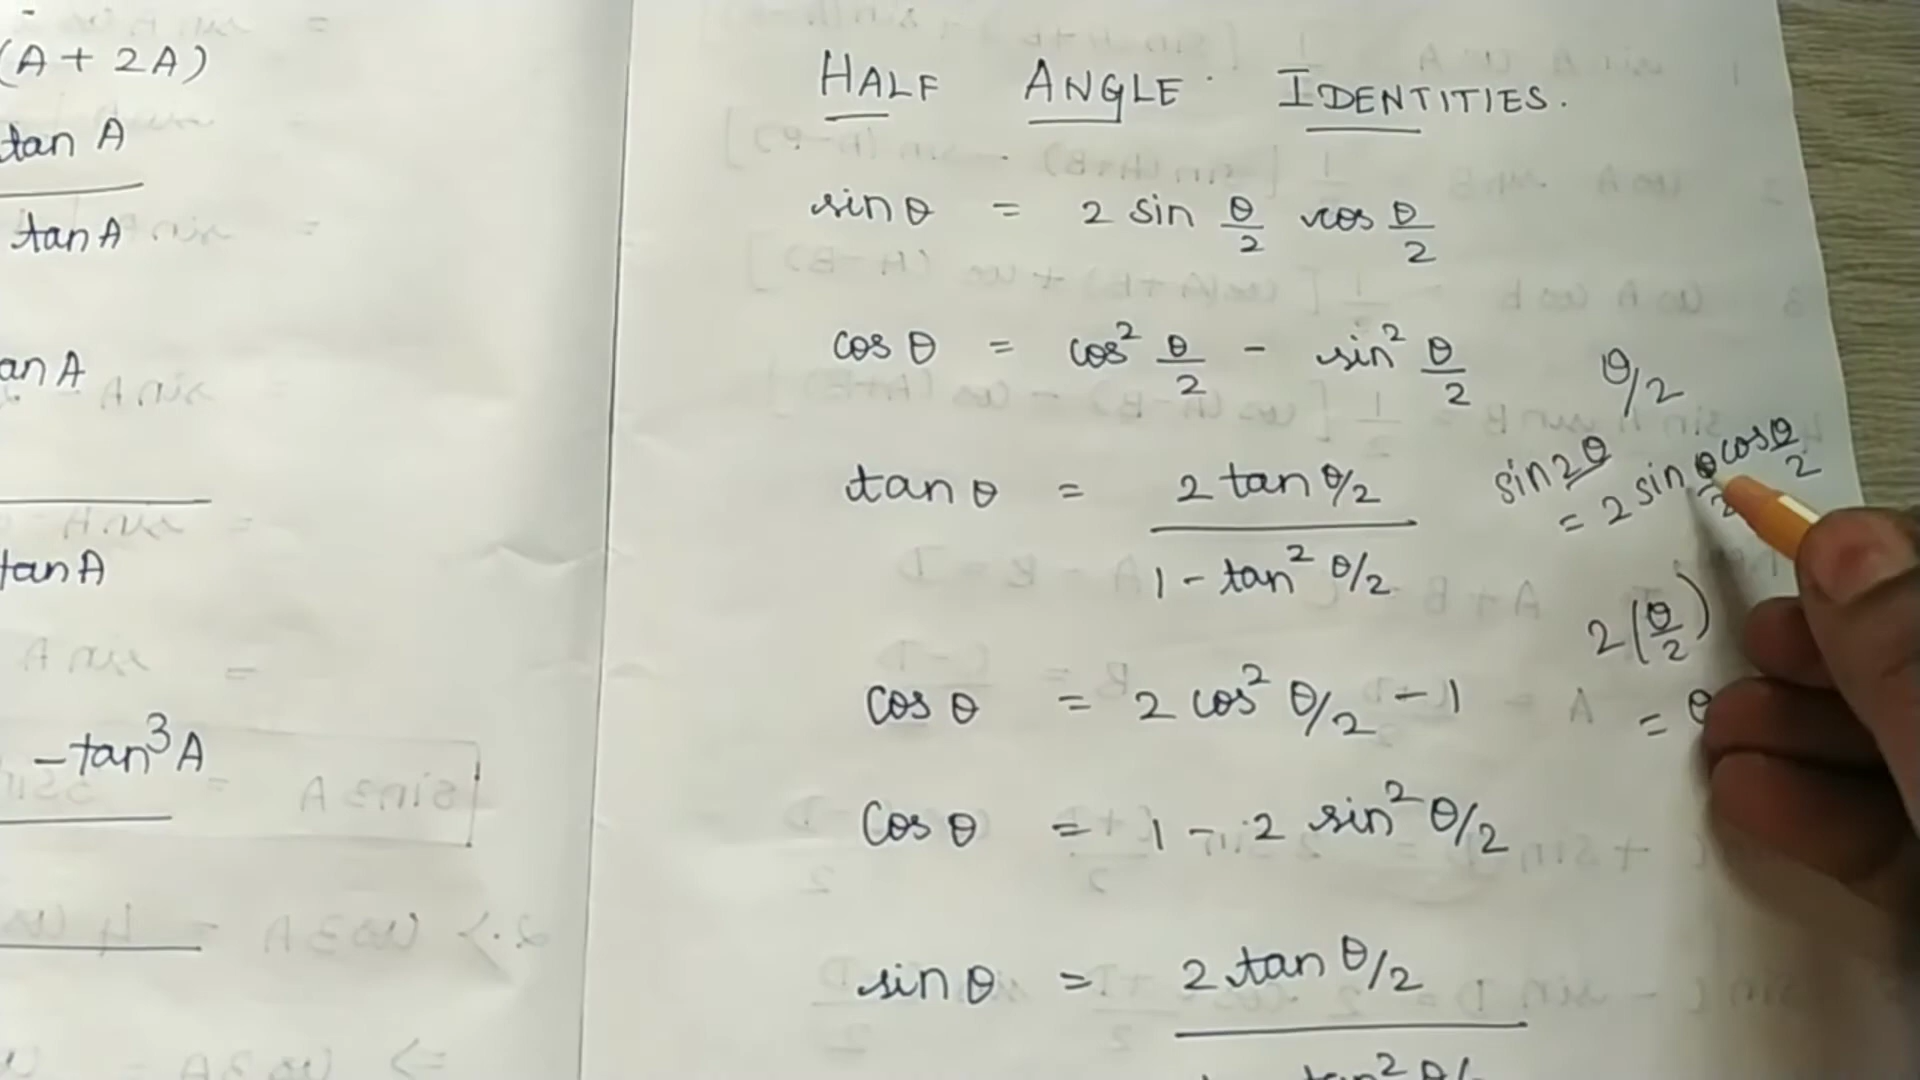 (A + 2A)
tan A
tan A
an A
tan A
- tan³A
HALF ANGLE IDENTITIES.
sin θ = 2 sin θ/2 cos θ/2
cos θ = cos² θ/2 - sin² θ/2
θ/2
tan θ = 2 tan θ/2
1 - tan² θ/2
sin 2θ
= 2 sin θ/2 cos θ/2
2(θ/2)
= θ
cos θ = 2 cos² θ/2 - 1
Cos θ = 1 - 2 sin² θ/2
sin θ = 2 tan θ/2
tan² θ/